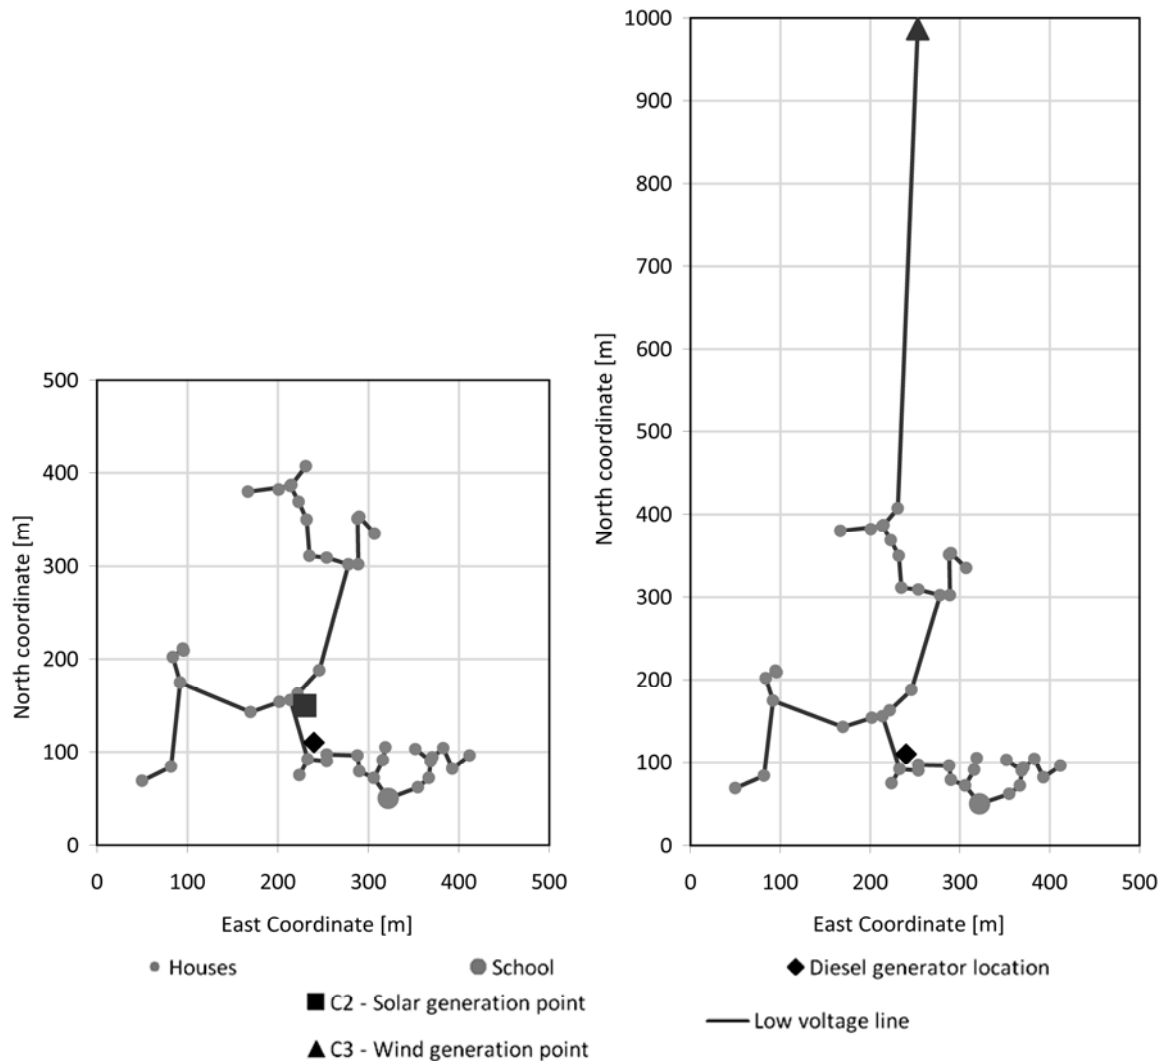 1000
900
800
700
600
500
400
300
200
100
0
North coordinate [m]
0 100 200 300 400 500
East Coordinate [m]
500
400
300
200
100
0
North coordinate [m]
0 100 200 300 400 500
East Coordinate [m]
Houses
School
Diesel generator location
C2 - Solar generation point
Low voltage line
C3 - Wind generation point